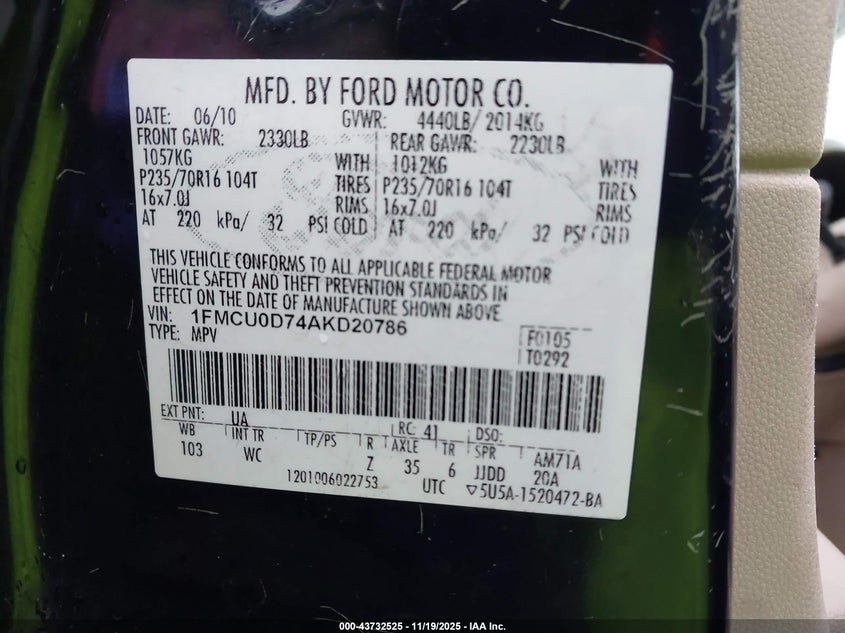 MFD. BY FORD MOTOR CO.
DATE: 06/10 GVWR: 4440LB/ 2014KG
FRONT GAWR: 2330LB REAR GAWR: 2230LB
1057KG WITH 1012KG WITH
P235/70R16 104T TIRES P235/70R16 104T TIRES
16x7.0J RIMS 16x7.0J RIMS
AT 220 kPa/ 32 PSI COLD AT 220 kPa/ 32 PSI COLD
THIS VEHICLE CONFORMS TO ALL APPLICABLE FEDERAL MOTOR
VEHICLE SAFETY AND THEFT PREVENTION STANDARDS IN
EFFECT ON THE DATE OF MANUFACTURE SHOWN ABOVE.
VIN: 1FMCU0D74AKD20786
TYPE: MPV
F0105
T0292
EXT PNT: UA RC: 41 DSO:
WB INT TR TP/PS R AXLE TR SPR AM71A
103 WC Z 35 6 JJDD 20A
1201006022753 UTC ▽5U5A-1520472-BA
000-43732525 | 11/19/2025 - IAA Inc.